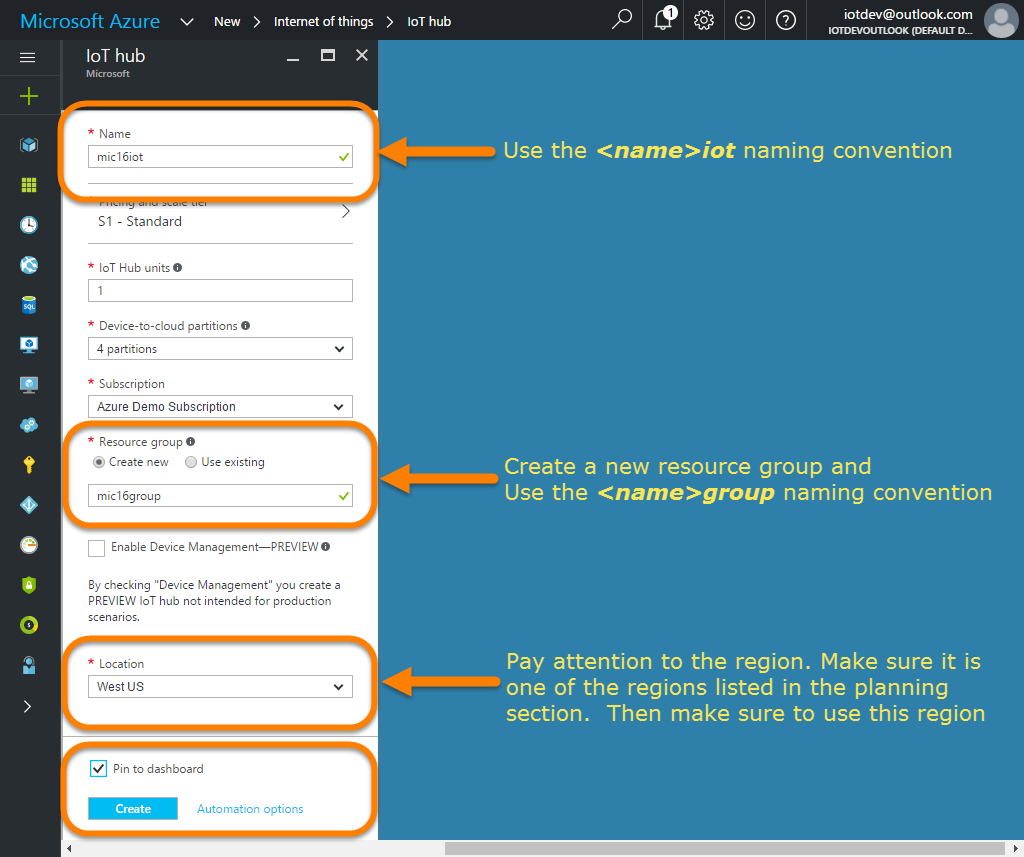 Microsoft Azure New Internet of things IoT hub
1
iotdev@outlook.com
IOTDEVOUTLOOK (DEFAULT D...
IoT hub
Microsoft
* Name
mic16iot
Use the <name>iot naming convention
Pricing and scale tier
S1 - Standard
* IoT Hub units
1
* Device-to-cloud partitions
4 partitions
* Subscription
Azure Demo Subscription
* Resource group
Create new Use existing
mic16group
Create a new resource group and
Use the <name>group naming convention
Enable Device Management—PREVIEW
By checking "Device Management" you create a
PREVIEW IoT hub not intended for production
scenarios.
* Location
West US
Pay attention to the region. Make sure it is
one of the regions listed in the planning
section. Then make sure to use this region
Pin to dashboard
Create Automation options
SQL